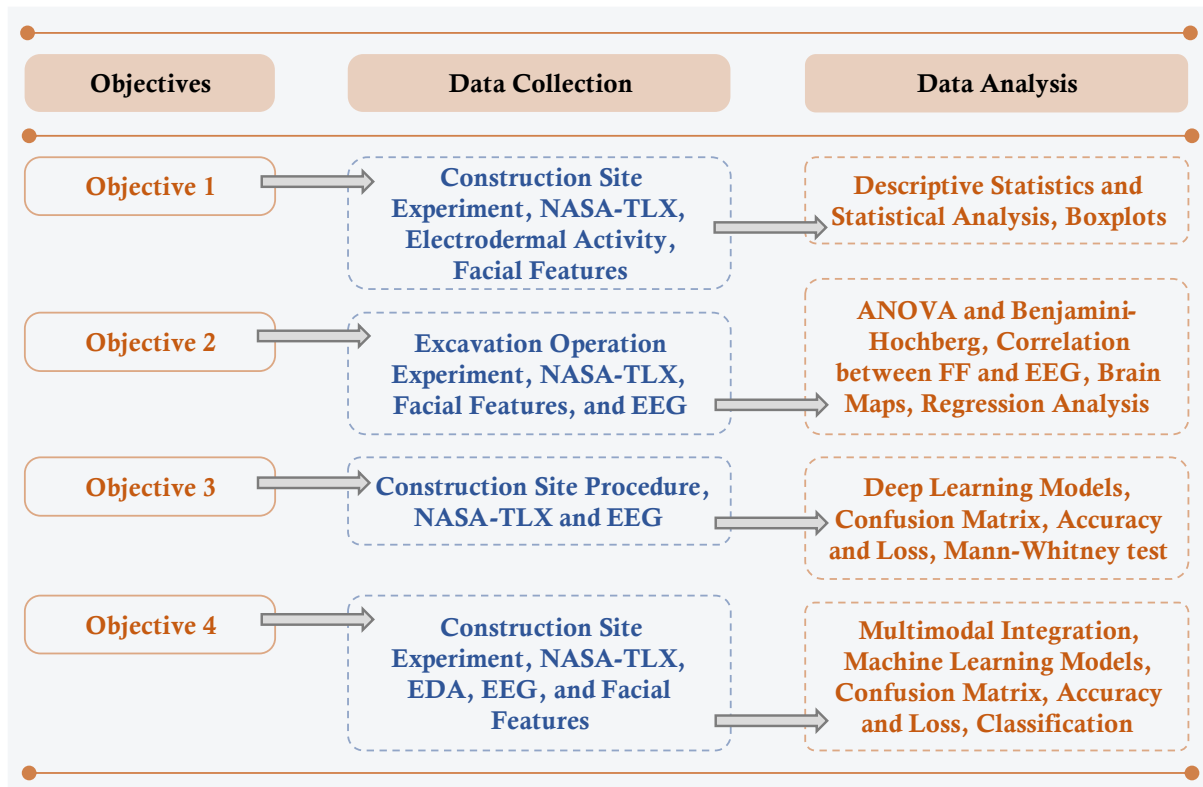 Objectives
Data Collection
Data Analysis
Objective 1
Construction Site
Experiment, NASA-TLX,
Electrodermal Activity,
Facial Features
Descriptive Statistics and
Statistical Analysis, Boxplots
Objective 2
Excavation Operation
Experiment, NASA-TLX,
Facial Features, and EEG
ANOVA and Benjamini-
Hochberg, Correlation
between FF and EEG, Brain
Maps, Regression Analysis
Objective 3
Construction Site Procedure,
NASA-TLX and EEG
Deep Learning Models,
Confusion Matrix, Accuracy
and Loss, Mann-Whitney test
Objective 4
Construction Site
Experiment, NASA-TLX,
EDA, EEG, and Facial
Features
Multimodal Integration,
Machine Learning Models,
Confusion Matrix, Accuracy
and Loss, Classification